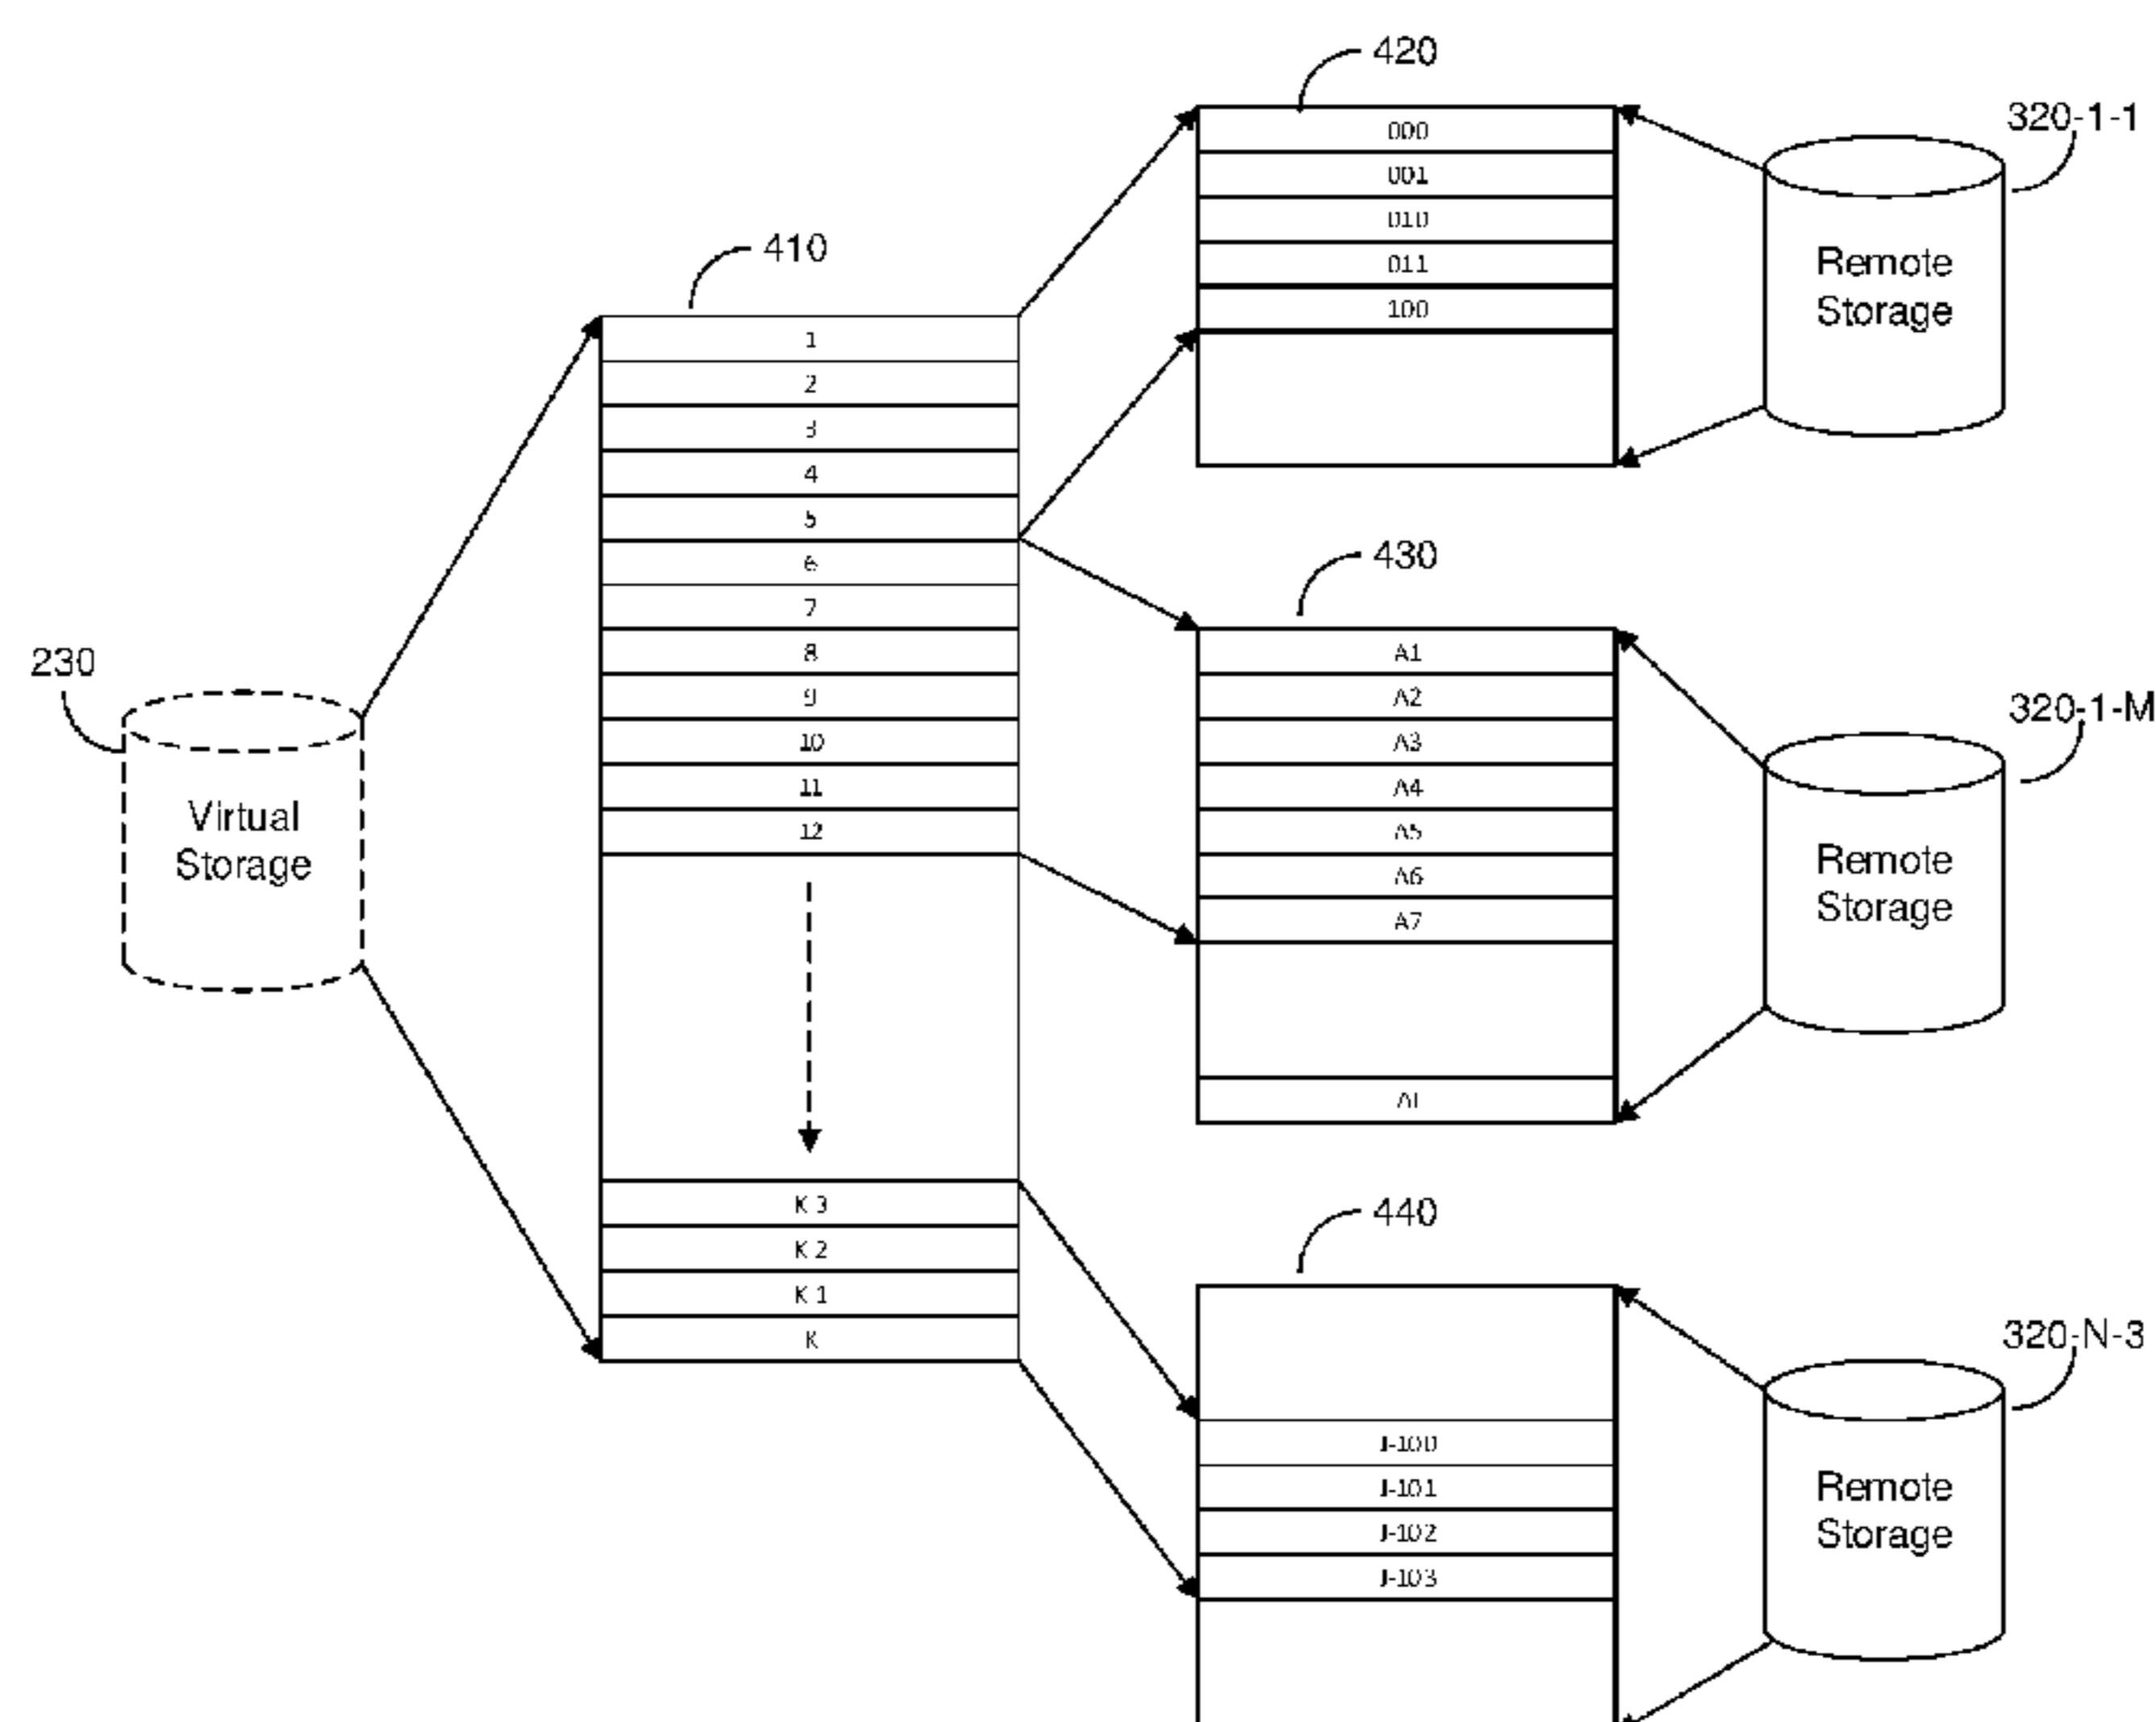 420
000
001
010
011
100
320-1-1
Remote
Storage
410
1
2
3
4
5
6
7
8
9
10
11
12
K 3
K 2
K 1
K
230
Virtual
Storage
430
A1
A2
A3
A4
A5
A6
A7
320-1-M
Remote
Storage
440
J-100
J-101
J-102
J-103
320-N-3
Remote
Storage